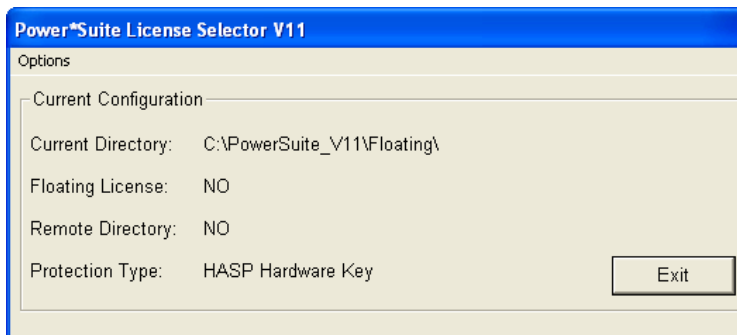 Power*Suite License Selector V11
Options
Current Configuration
Current Directory: C:\PowerSuite_V11\Floating\
Floating License: NO
Remote Directory: NO
Protection Type: HASP Hardware Key
Exit